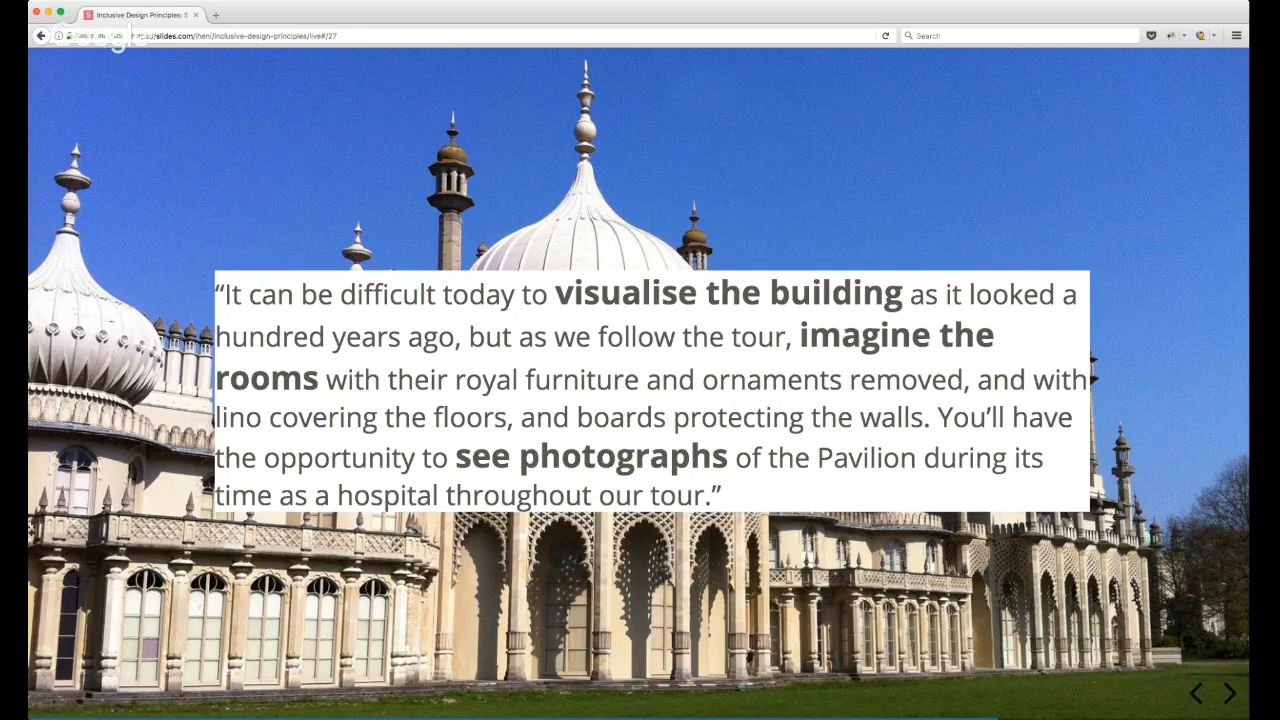 Inclusive Design Principles: S
Google
https://slides.com/iheni/inclusive-design-principles/live#/27
Search
“It can be difficult today to visualise the building as it looked a
hundred years ago, but as we follow the tour, imagine the
rooms with their royal furniture and ornaments removed, and with
lino covering the floors, and boards protecting the walls. You’ll have
the opportunity to see photographs of the Pavilion during its
time as a hospital throughout our tour.”